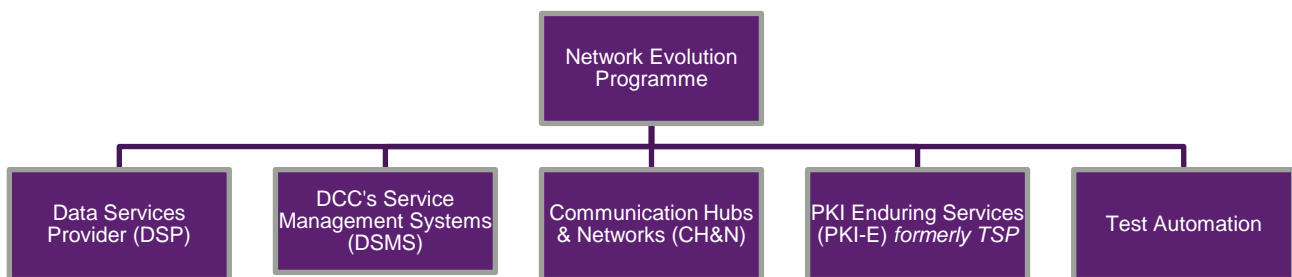 Network Evolution
Programme
Data Services
Provider (DSP)
DCC's Service
Management Systems
(DSMS)
Communication Hubs
& Networks (CH&N)
PKI Enduring Services
(PKI-E) formerly TSP
Test Automation